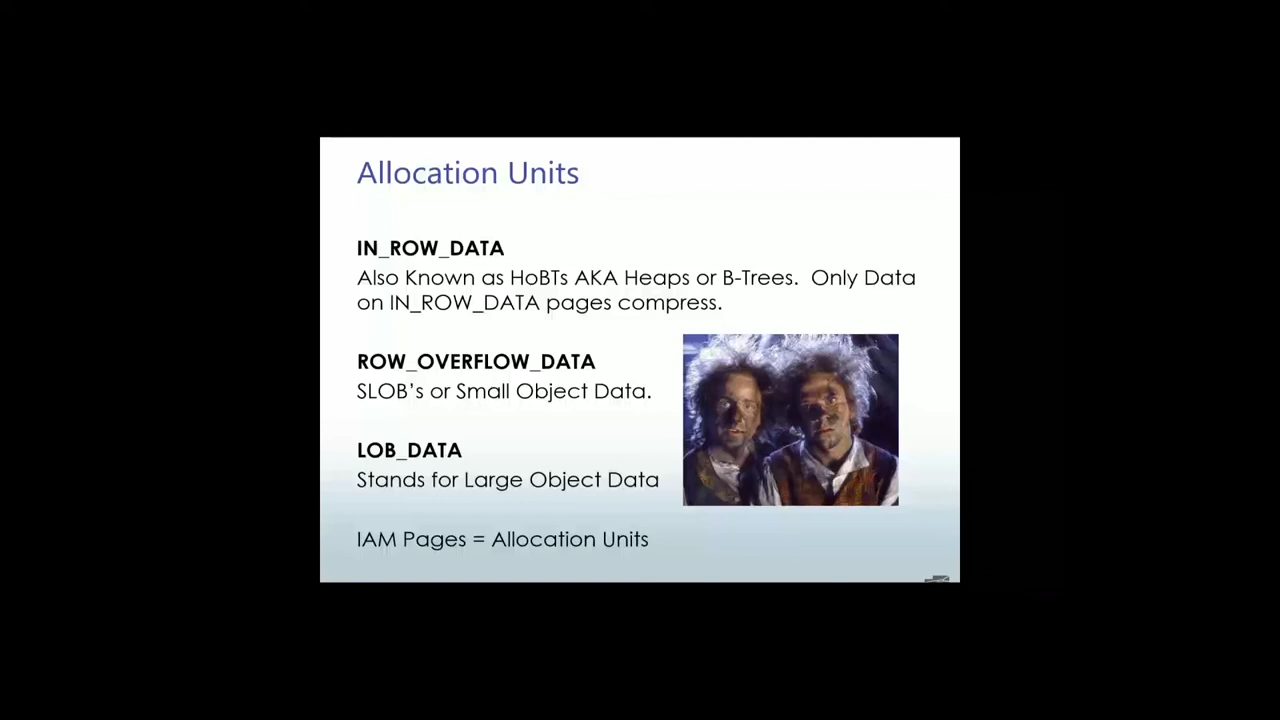 Allocation Units
IN_ROW_DATA
Also Known as HoBTs AKA Heaps or B-Trees.  Only Data
on IN_ROW_DATA pages compress.
ROW_OVERFLOW_DATA
SLOB’s or Small Object Data.
LOB_DATA
Stands for Large Object Data
IAM Pages = Allocation Units